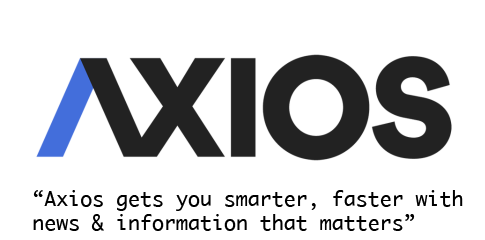 AXIOS
“Axios gets you smarter, faster with
news & information that matters”